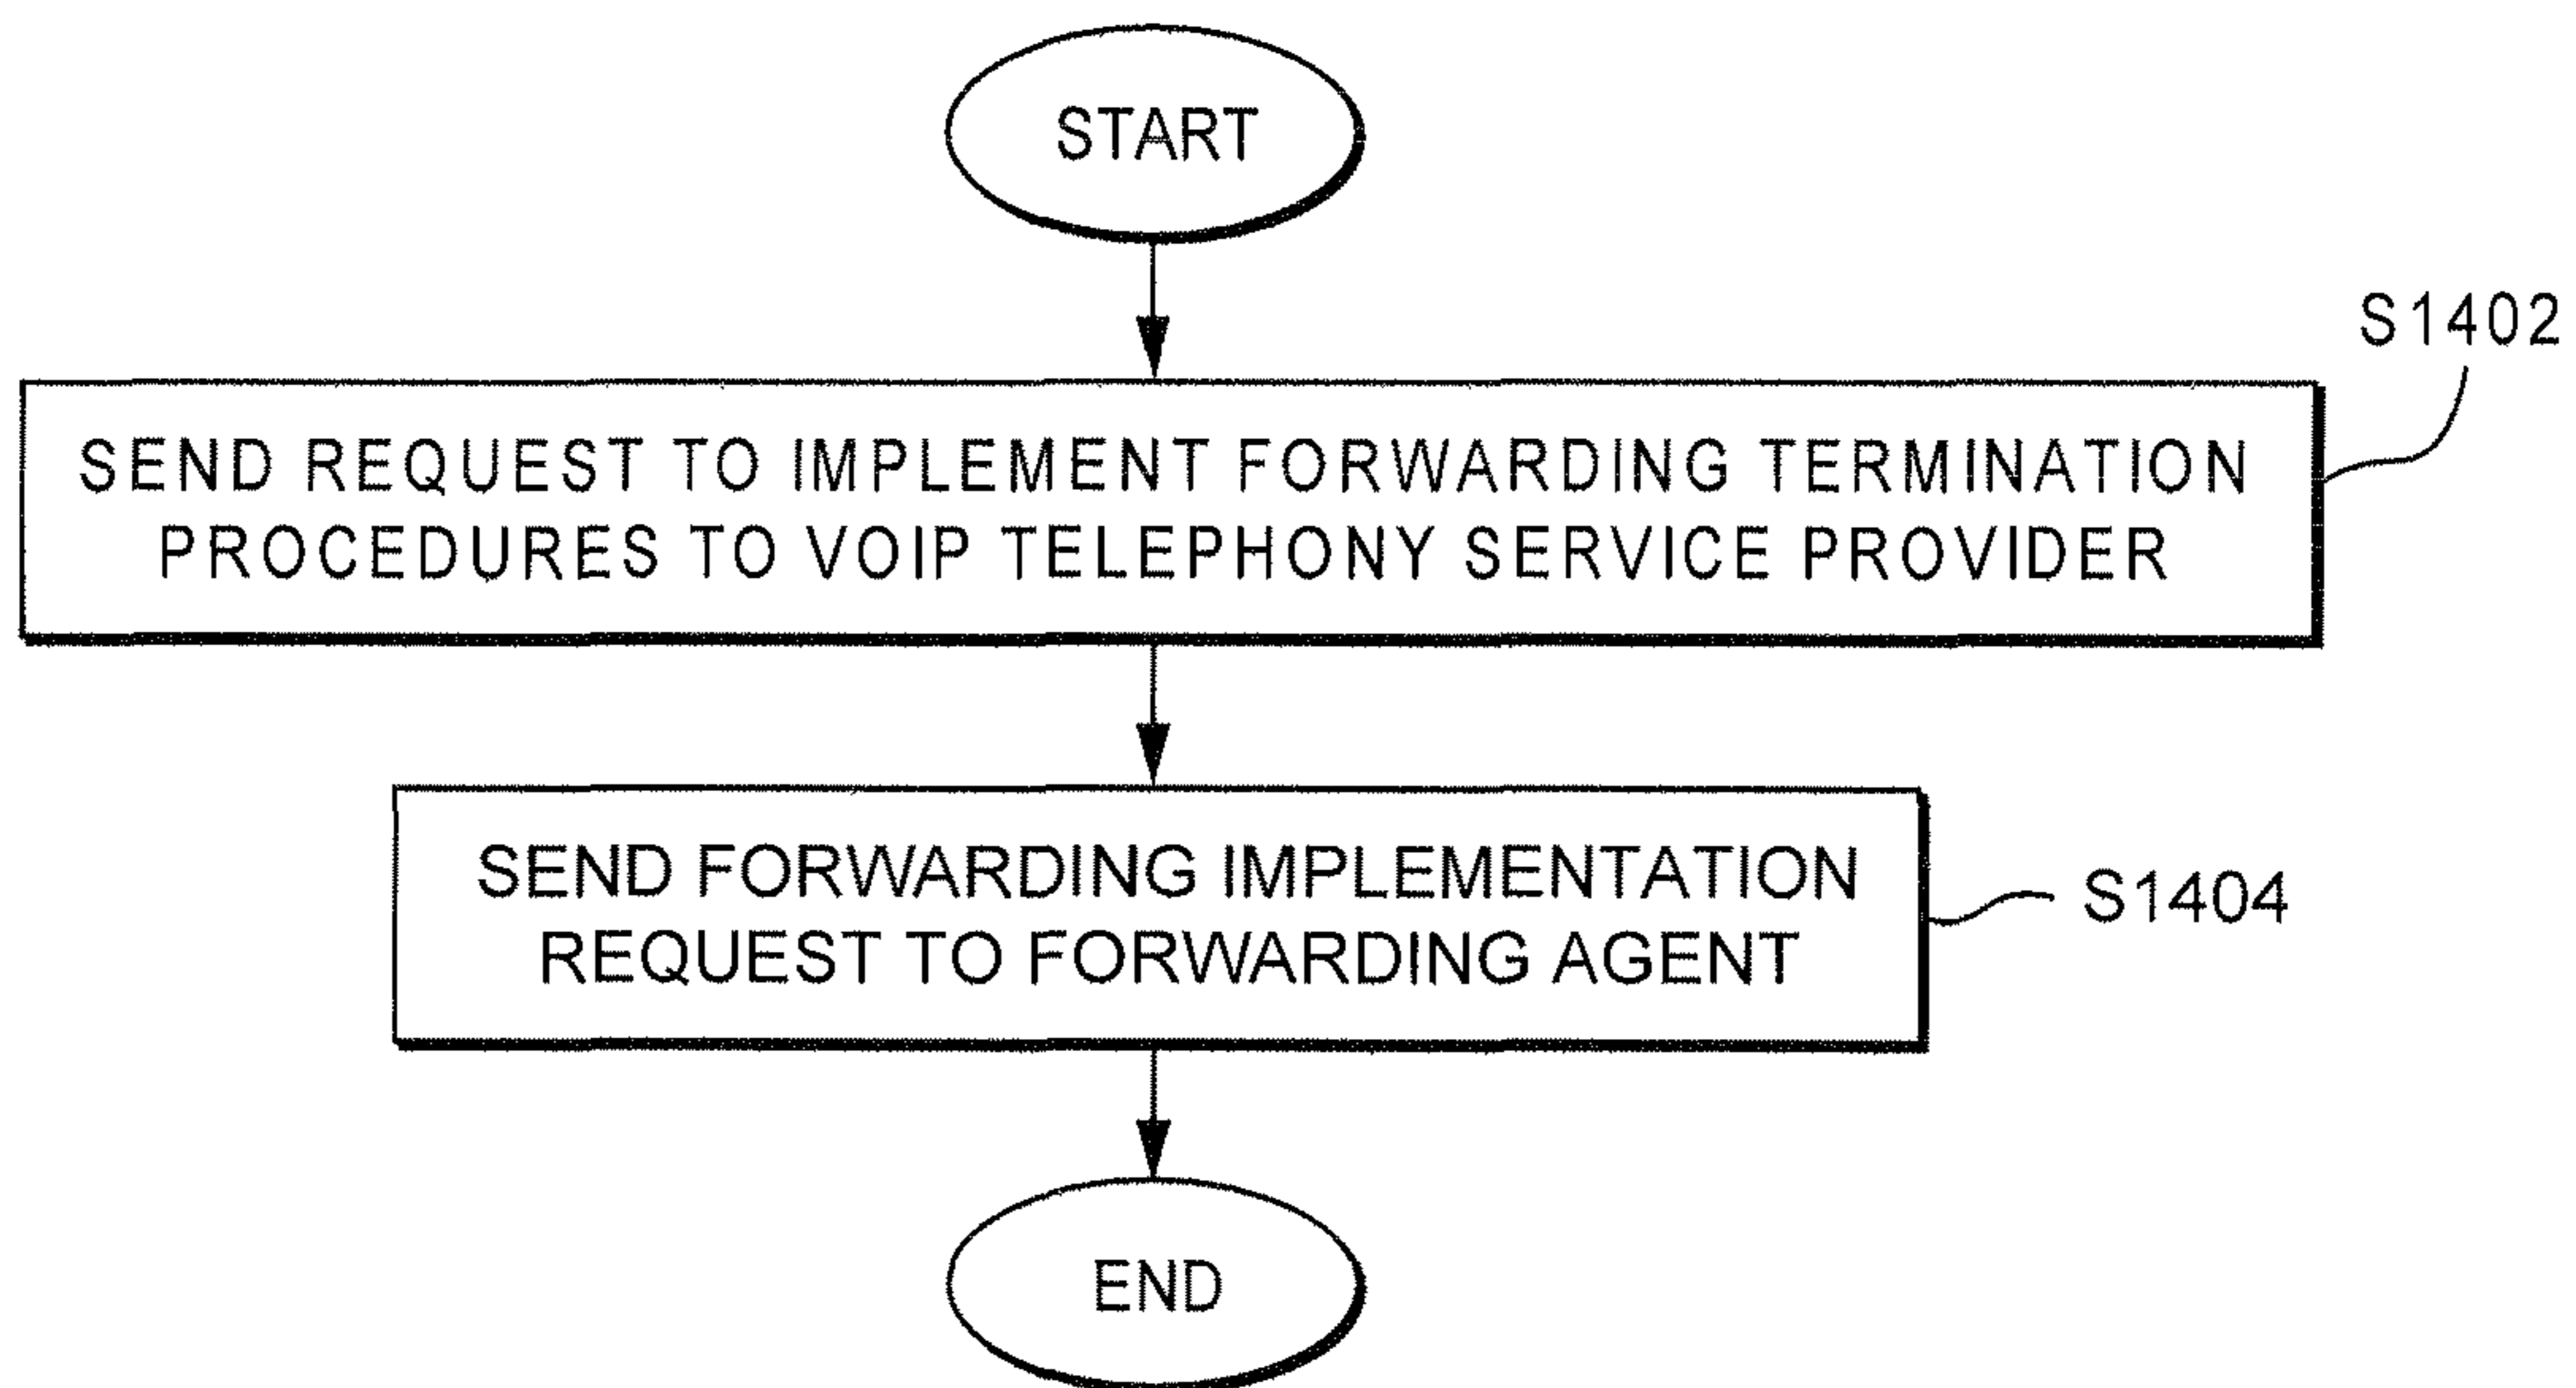 START
S1402
SEND REQUEST TO IMPLEMENT FORWARDING TERMINATION
PROCEDURES TO VOIP TELEPHONY SERVICE PROVIDER
SEND FORWARDING IMPLEMENTATION
REQUEST TO FORWARDING AGENT
S1404
END